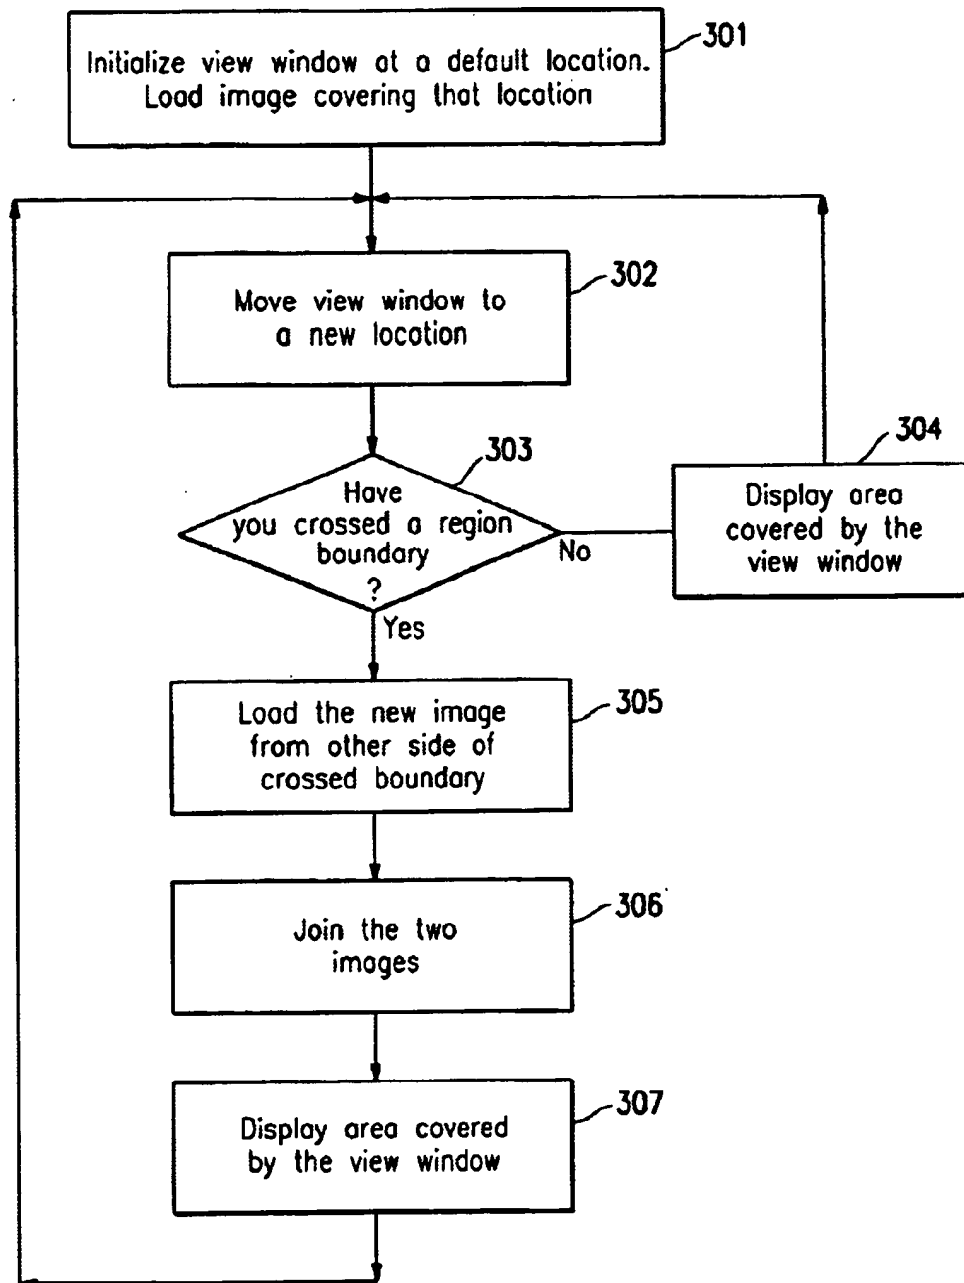 301
Initialize view window at a default location.
Load image covering that location
302
Move view window to
a new location
303
Have
you crossed a region
boundary
?
No
Yes
304
Display area
covered by the
view window
305
Load the new image
from other side of
crossed boundary
306
Join the two
images
307
Display area covered
by the view window